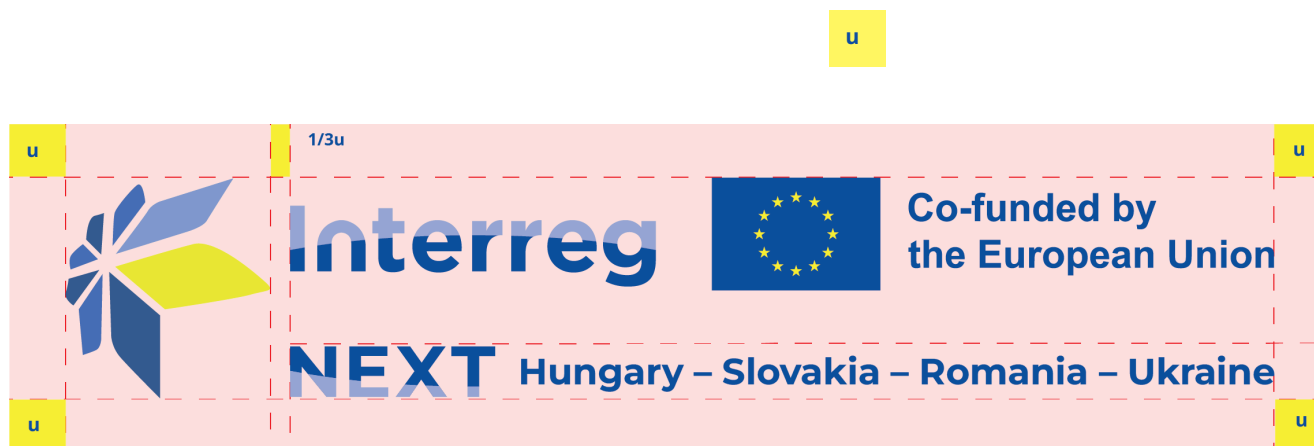 u
u
1/3u
u
Interreg
Co-funded by
the European Union
NEXT Hungary – Slovakia – Romania – Ukraine
u
u